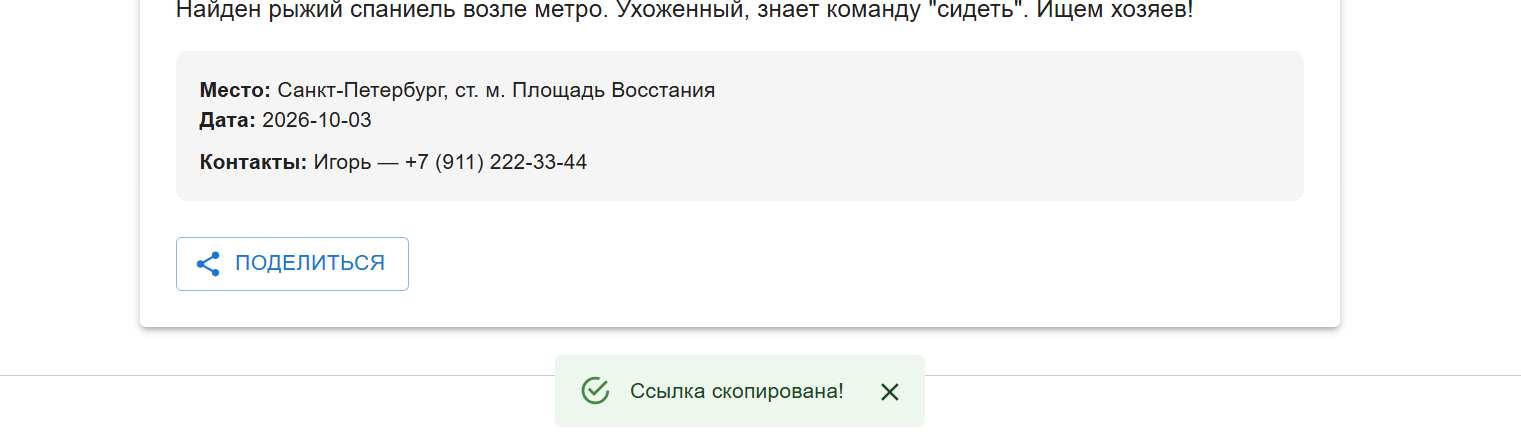 Найден рыжий спаниель возле метро. Ухоженный, знает команду "сидеть". Ищем хозяев!
Место: Санкт-Петербург, ст. м. Площадь Восстания
Дата: 2026-10-03
Контакты: Игорь — +7 (911) 222-33-44
ПОДЕЛИТЬСЯ
Ссылка скопирована!